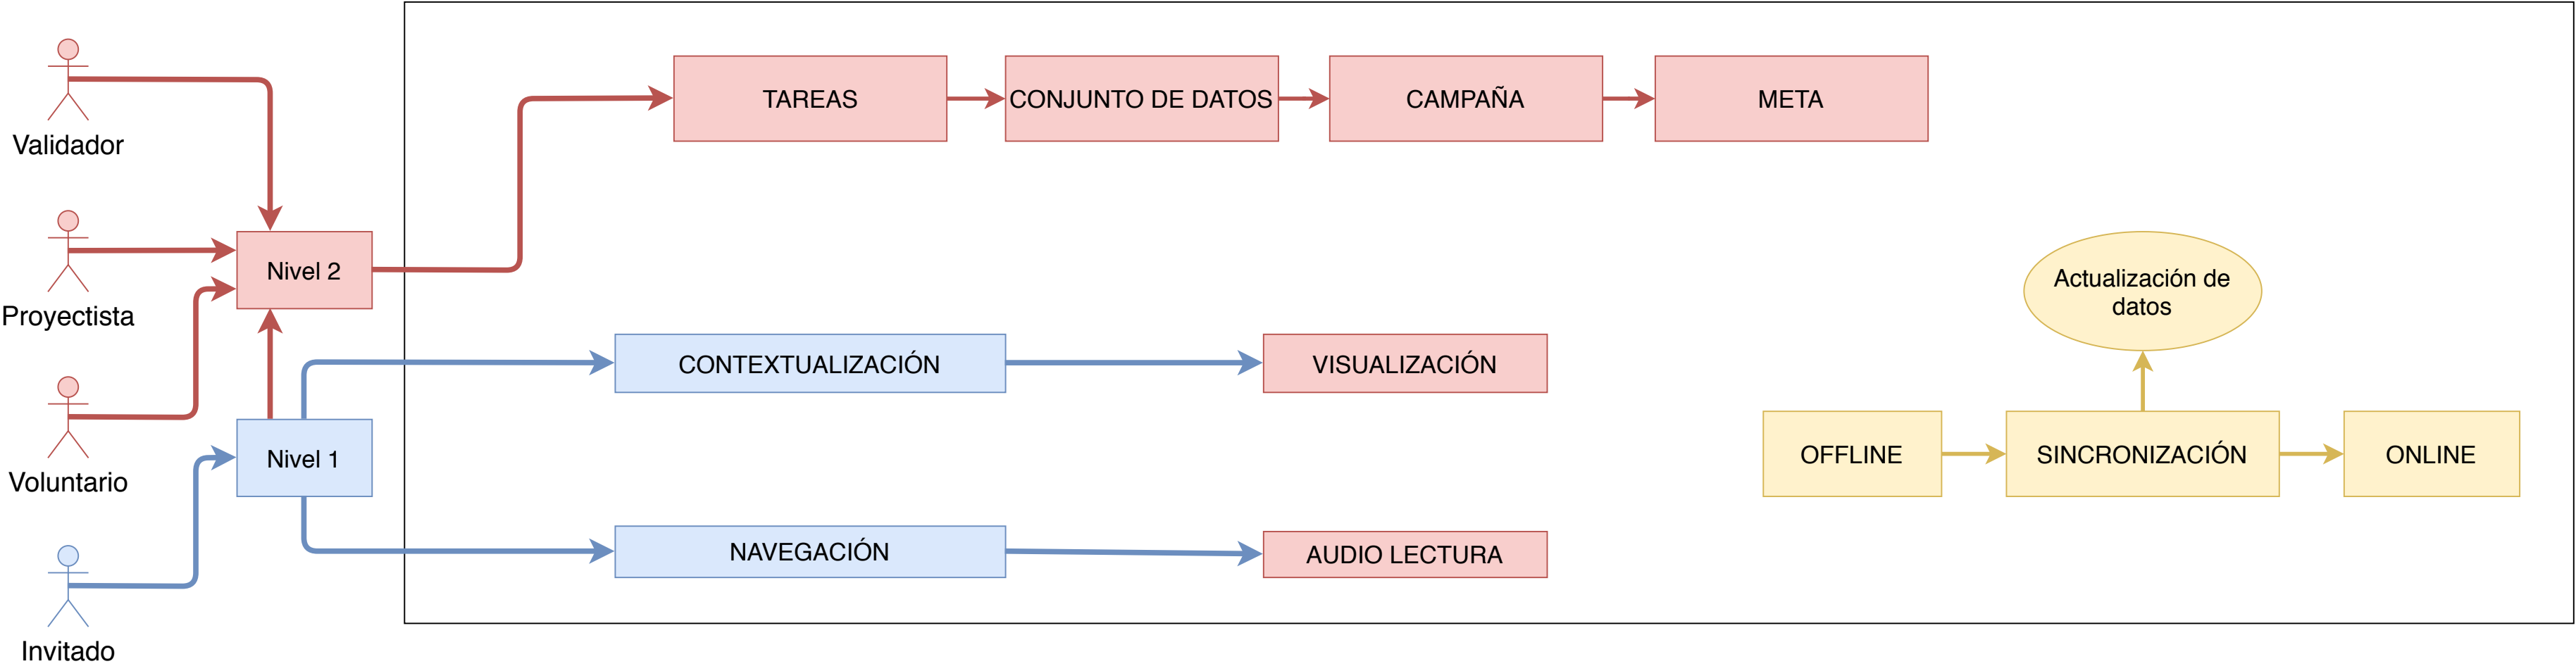 Validador
TAREAS
CONJUNTO DE DATOS
CAMPAÑA
META
Proyectista
Nivel 2
Actualización de
datos
CONTEXTUALIZACIÓN
VISUALIZACIÓN
Voluntario
Nivel 1
OFFLINE
SINCRONIZACIÓN
ONLINE
NAVEGACIÓN
AUDIO LECTURA
Invitado